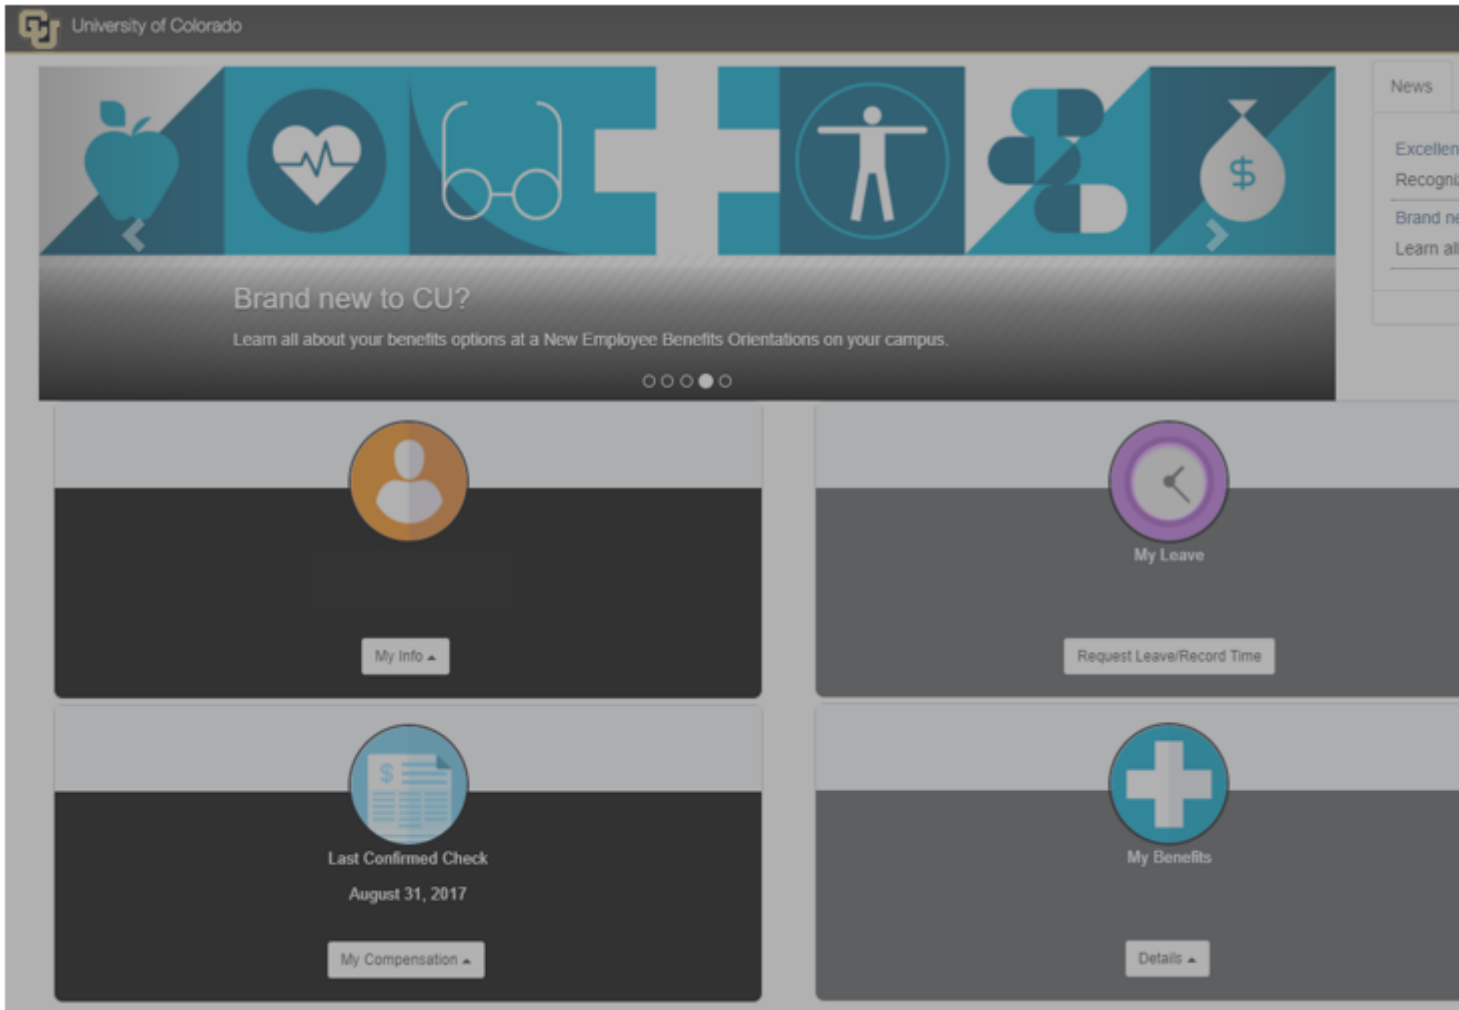 CU University of Colorado
News
Excellen
Recogniz
Brand ne
Learn all
$
Brand new to CU?
Learn all about your benefits options at a New Employee Benefits Orientations on your campus.
My Leave
My Info
Request Leave/Record Time
$
Last Confirmed Check
August 31, 2017
My Compensation
My Benefits
Details